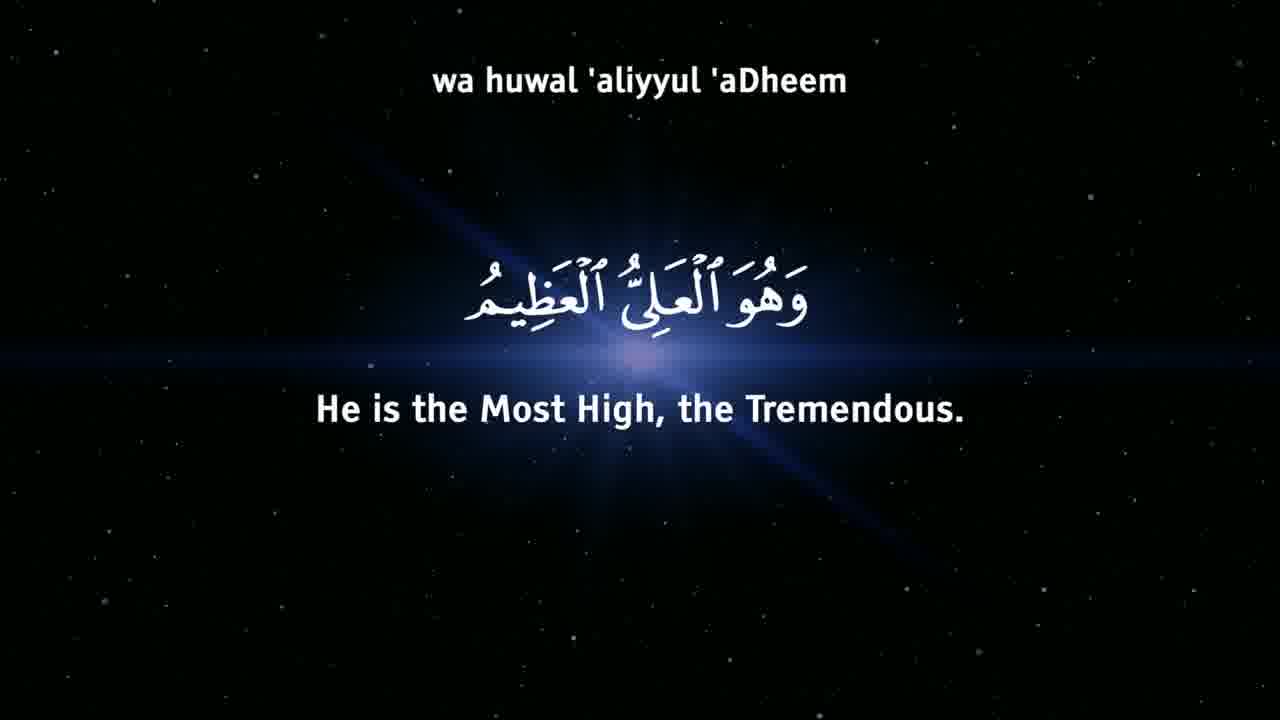 wa huwal 'aliyyul 'aDheem
وَهُوَ ٱلْعَلِىُّ ٱلْعَظِيمُ
He is the Most High, the Tremendous.